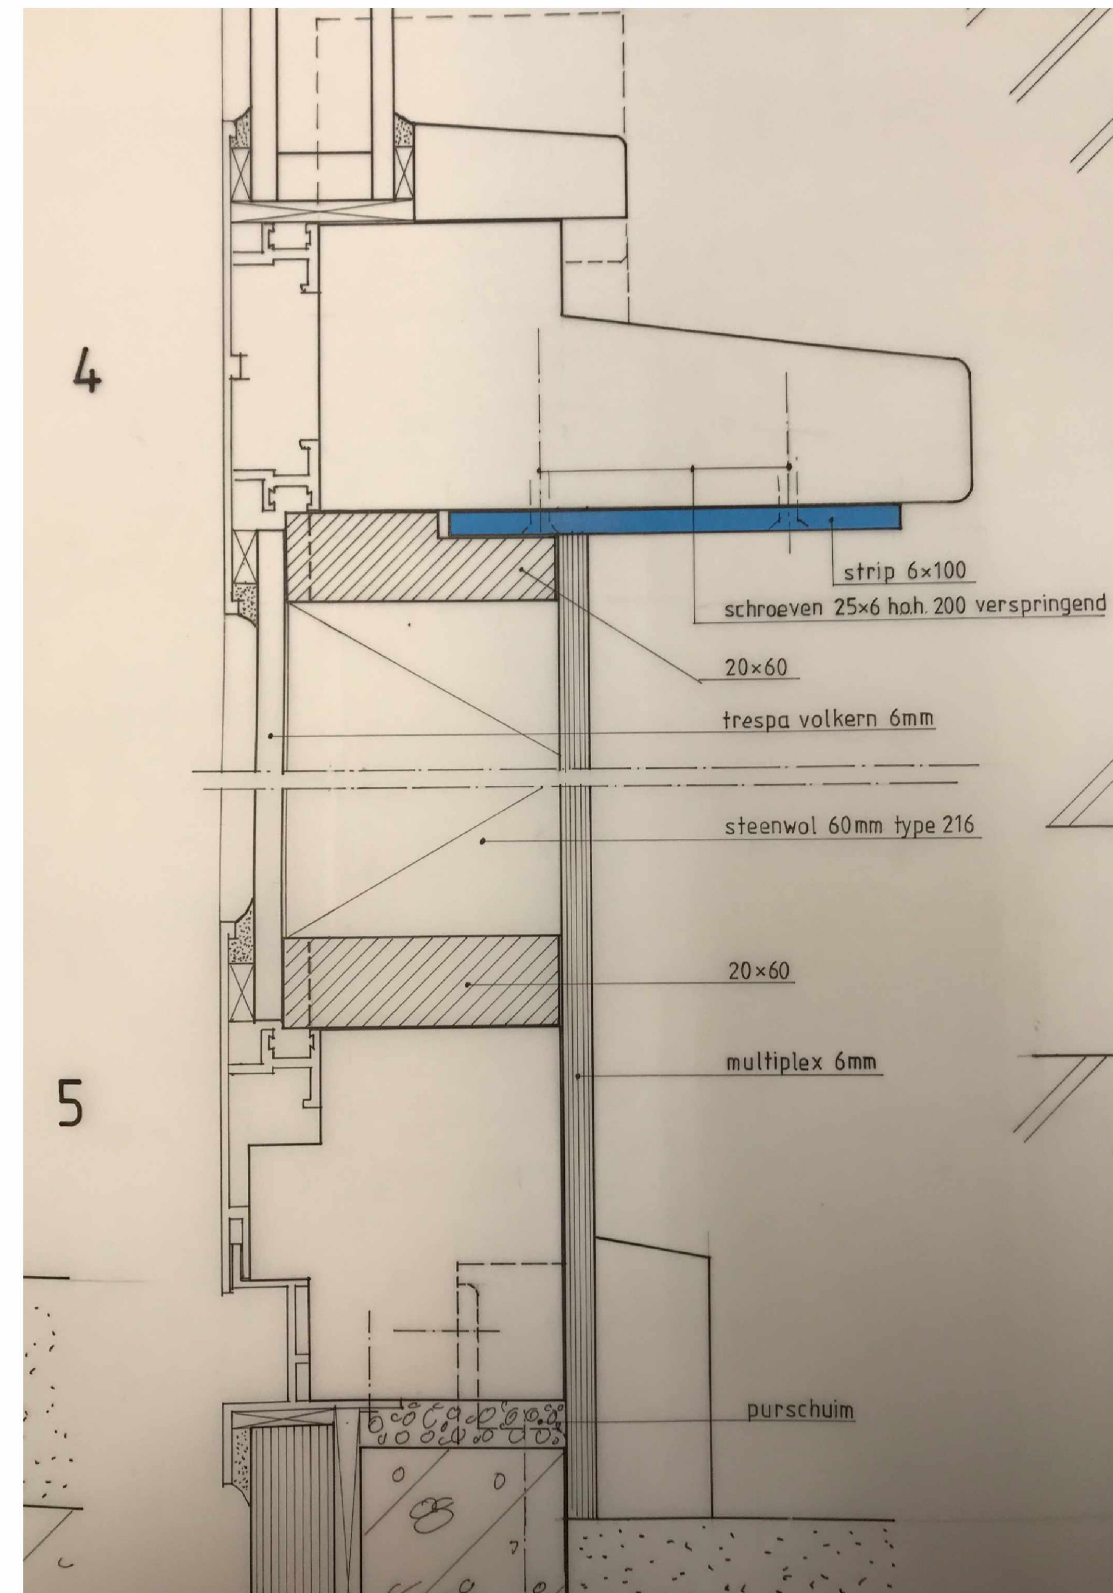 4
strip 6×100
schroeven 25×6 h.o.h. 200 verspringend
20×60
trespa volkern 6mm
steenwol 60mm type 216
20×60
multiplex 6mm
5
purschuim